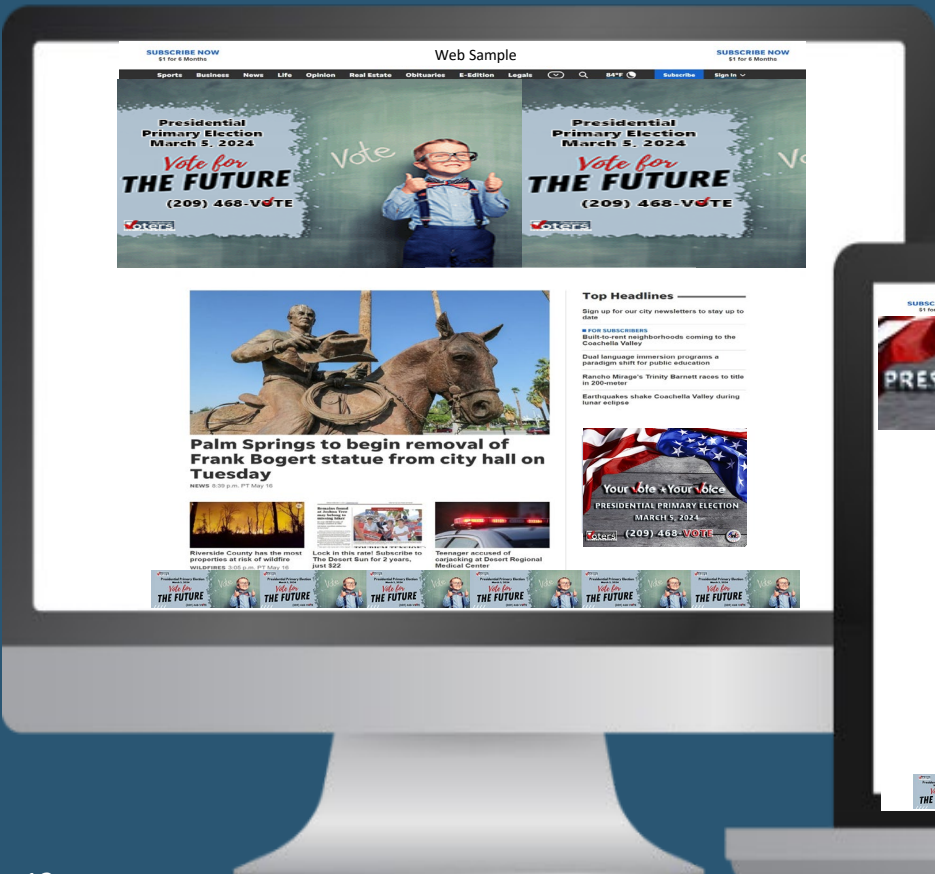 SUBSCRIBE NOW
$1 for 6 Months
Web Sample
SUBSCRIBE NOW
$1 for 6 Months
Sports Business News Life Opinion Real Estate Obituaries E-Edition Legals 84°F Subscribe Sign In
Presidential
Primary Election
March 5, 2024
Vote for
THE FUTURE
(209) 468-VOTE
Voters
Vote
Presidential
Primary Election
March 5, 2024
Vote for
THE FUTURE
(209) 468-VOTE
Voters
Top Headlines
Sign up for our city newsletters to stay up to
date
FOR SUBSCRIBERS
Built-to-rent neighborhoods coming to the
Coachella Valley
Dual language immersion programs a
paradigm shift for public education
Rancho Mirage's Trinity Barnett races to title
in 200-meter
Earthquakes shake Coachella Valley during
lunar eclipse
Palm Springs to begin removal of
Frank Bogert statue from city hall on
Tuesday
NEWS 8:39 p.m. PT May 16
Your Vote Your Voice
PRESIDENTIAL PRIMARY ELECTION
MARCH 5, 2024
Voters (209) 468-VOTE
Riverside County has the most
properties at risk of wildfire
WILDFIRES 3:05 p.m. PT May 16
Lock in this rate! Subscribe to
The Desert Sun for 2 years,
just $22
Teenager accused of
carjacking at Desert Regional
Medical Center
Vote for
THE FUTURE
Vote for
THE FUTURE
Vote for
THE FUTURE
Vote for
THE FUTURE
Vote for
THE FUTURE
Vote for
THE FUTURE
PRES
THE